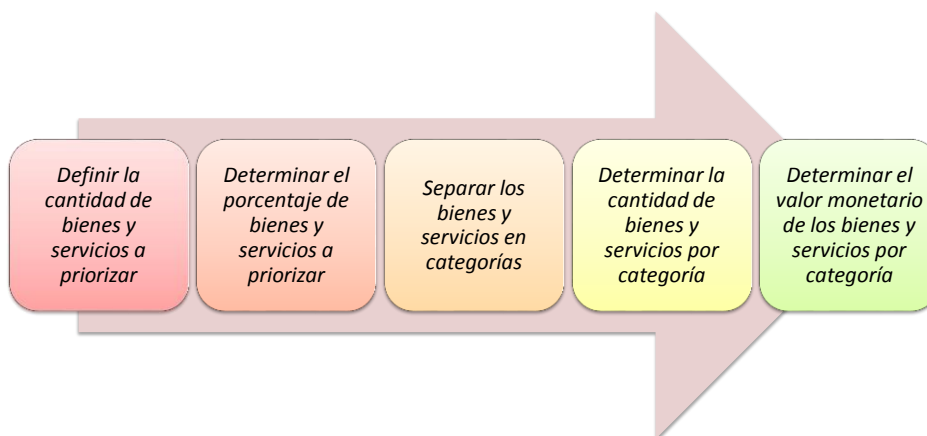 Definir la
cantidad de
bienes y
servicios a
priorizar
Determinar el
porcentaje de
bienes y
servicios a
priorizar
Separar los
bienes y
servicios en
categorías
Determinar la
cantidad de
bienes y
servicios por
categoría
Determinar el
valor monetario
de los bienes y
servicios por
categoría